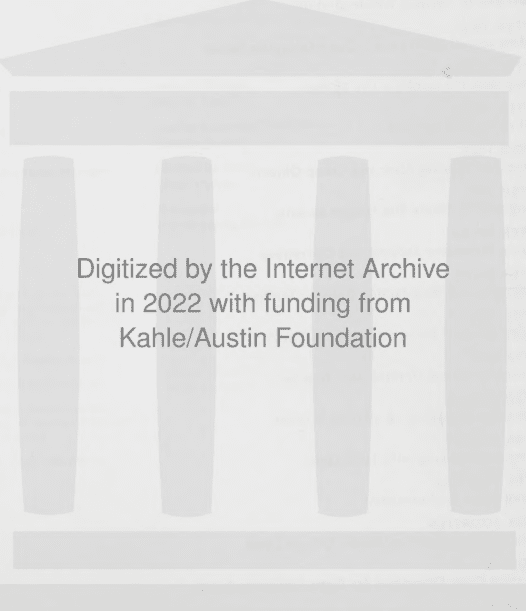 Digitized by the Internet Archive
in 2022 with funding from
Kahle/Austin Foundation